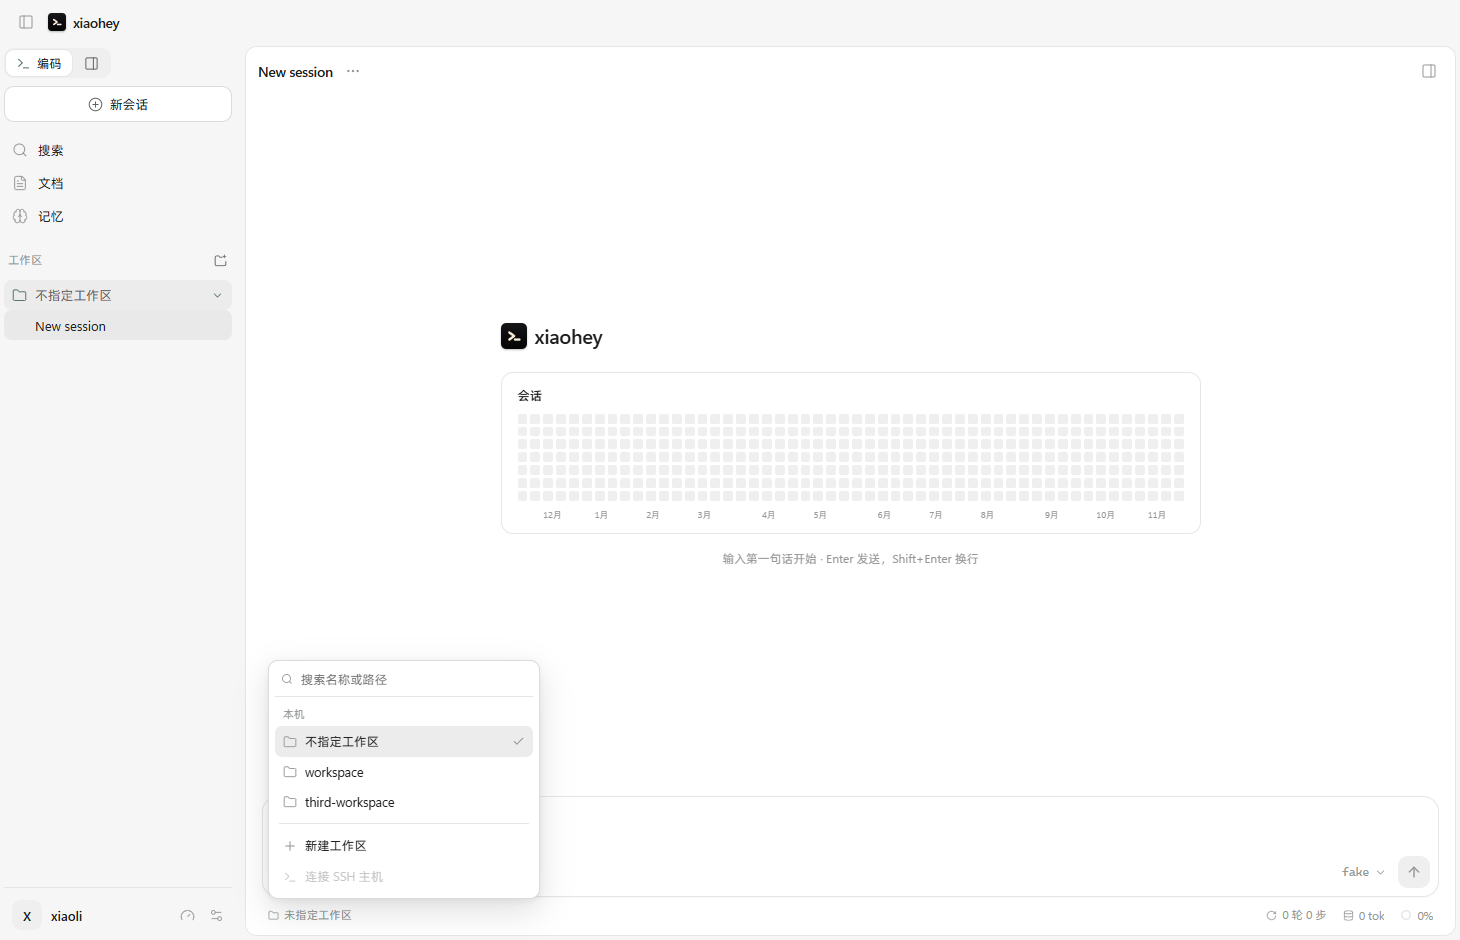 xiaohey
编码
新会话
搜索
文档
记忆
工作区
不指定工作区
New session
New session
xiaohey
会话
12月 1月 2月 3月 4月 5月 6月 7月 8月 9月 10月 11月
输入第一句话开始 · Enter 发送，Shift+Enter 换行
搜索名称或路径
本机
不指定工作区
workspace
third-workspace
新建工作区
连接 SSH 主机
fake
未指定工作区
0 轮 0 步
0 tok
0%
X
xiaoli